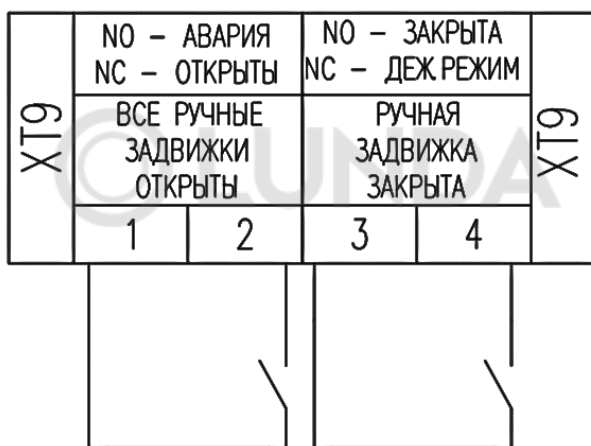 XT9
NO – АВАРИЯ
NC – ОТКРЫТЫ
NO – ЗАКРЫТА
NC – ДЕЖ.РЕЖИМ
XT9
ВСЕ РУЧНЫЕ
ЗАДВИЖКИ
ОТКРЫТЫ
РУЧНАЯ
ЗАДВИЖКА
ЗАКРЫТА
1 2 3 4
LUNDA